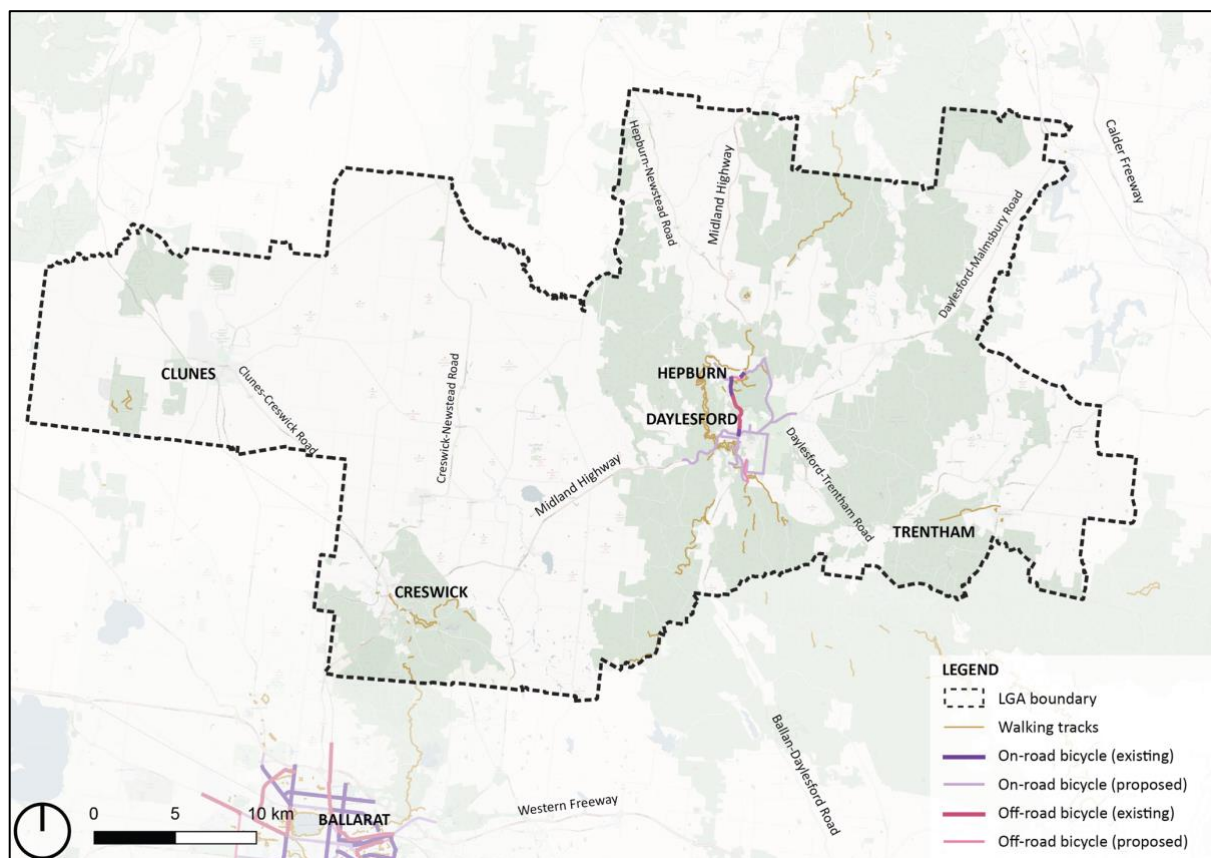 Hepburn-Newstead Road
Midland Highway
Calder Freeway
Daylesford-Malmsbury Road
CLUNES
Clunes-Creswick Road
Creswick-Newstead Road
HEPBURN
DAYLESFORD
Midland Highway
Daylesford-Trentham Road
TRENTHAM
CRESWICK
Ballan-Daylesford Road
Western Freeway
BALLARAT
0 5 10 km
LEGEND
LGA boundary
Walking tracks
On-road bicycle (existing)
On-road bicycle (proposed)
Off-road bicycle (existing)
Off-road bicycle (proposed)